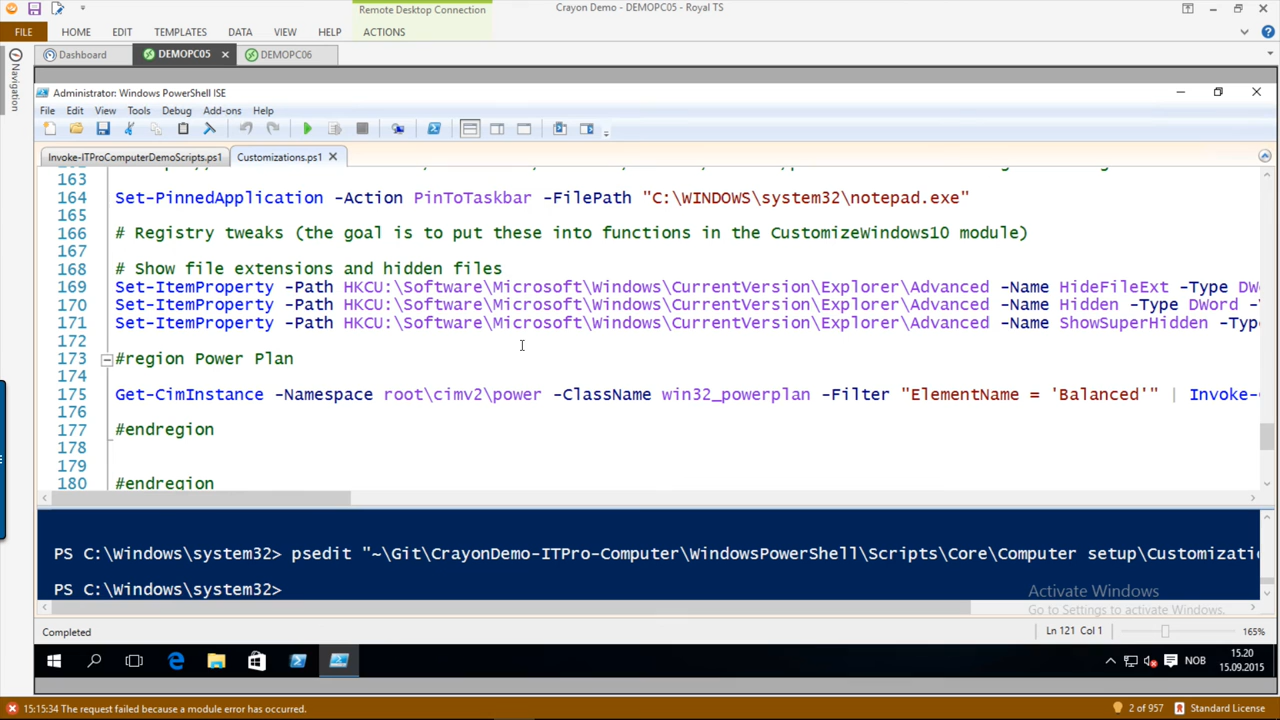 Remote Desktop Connection
Crayon Demo - DEMOPC05 - Royal TS
FILE HOME EDIT TEMPLATES DATA VIEW HELP ACTIONS
Dashboard DEMOPC05 DEMOPC06
Navigation
Administrator: Windows PowerShell ISE
File Edit View Tools Debug Add-ons Help
Invoke-ITProComputerDemoScripts.ps1 Customizations.ps1
163
164 Set-PinnedApplication -Action PinToTaskbar -FilePath "C:\WINDOWS\system32\notepad.exe"
165
166 # Registry tweaks (the goal is to put these into functions in the CustomizeWindows10 module)
167
168 # Show file extensions and hidden files
169 Set-ItemProperty -Path HKCU:\Software\Microsoft\Windows\CurrentVersion\Explorer\Advanced -Name HideFileExt -Type DW
170 Set-ItemProperty -Path HKCU:\Software\Microsoft\Windows\CurrentVersion\Explorer\Advanced -Name Hidden -Type DWord -V
171 Set-ItemProperty -Path HKCU:\Software\Microsoft\Windows\CurrentVersion\Explorer\Advanced -Name ShowSuperHidden -Typ
172
173 #region Power Plan
174
175 Get-CimInstance -Namespace root\cimv2\power -ClassName win32_powerplan -Filter "ElementName = 'Balanced'" | Invoke-
176
177 #endregion
178
179
180 #endregion
PS C:\Windows\system32> psedit "~\Git\CrayonDemo-ITPro-Computer\WindowsPowerShell\Scripts\Core\Computer setup\Customizati
PS C:\Windows\system32>
Activate Windows
Go to Settings to activate Windows.
Completed Ln 121 Col 1 165%
NOB 15.20
15.09.2015
15:15:34 The request failed because a module error has occurred. 2 of 957 Standard License